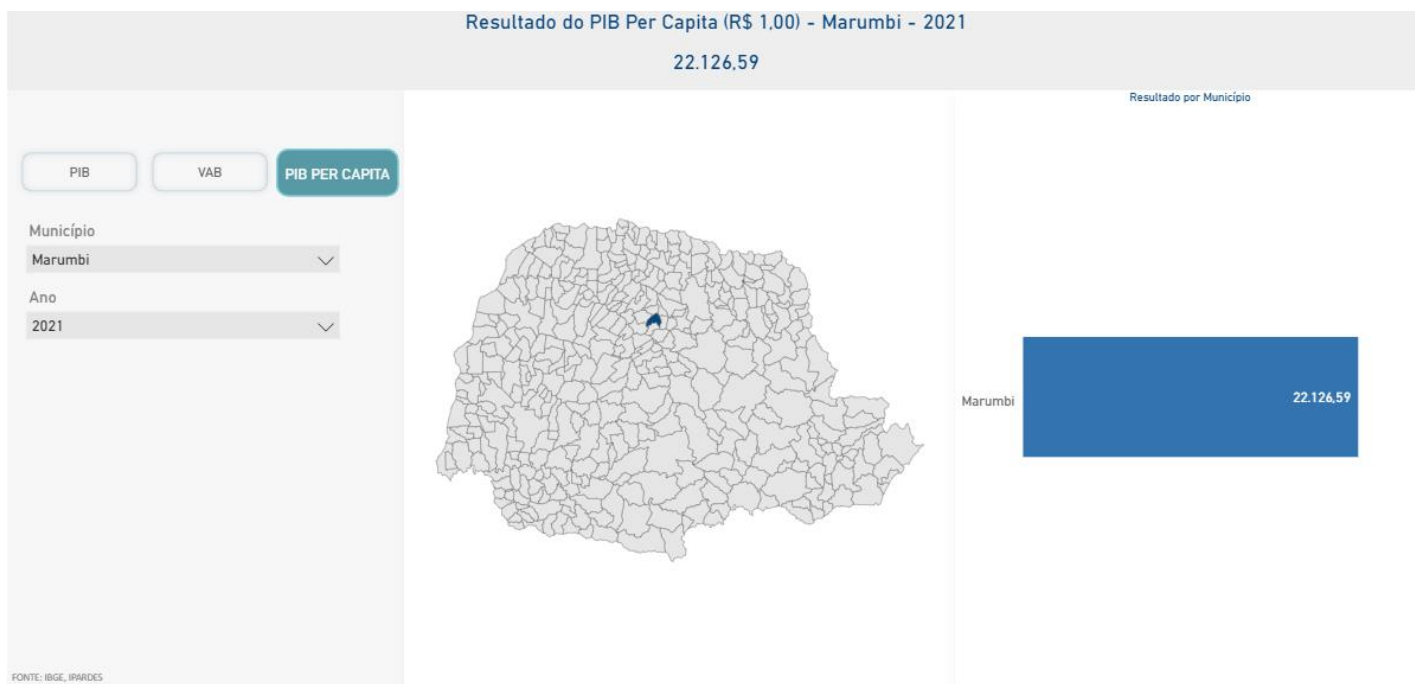 Resultado do PIB Per Capita (R$ 1,00) - Marumbi - 2021
22.126,59
Resultado por Município
PIB
VAB
PIB PER CAPITA
Município
Marumbi
Ano
2021
Marumbi
22.126,59
FONTE: IBGE, IPARDES